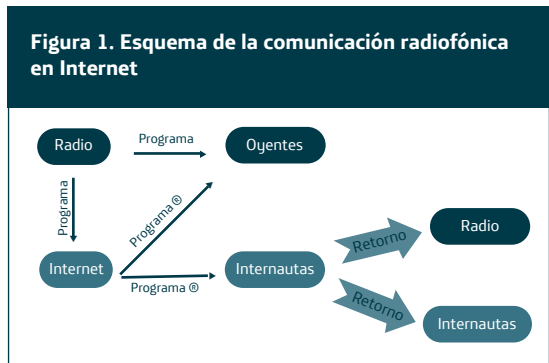 Figura 1. Esquema de la comunicación radiofónica
en Internet
Radio
Programa
Oyentes
Programa
Programa ®
Retorno
Radio
Internet
Programa ®
Internautas
Retorno
Internautas